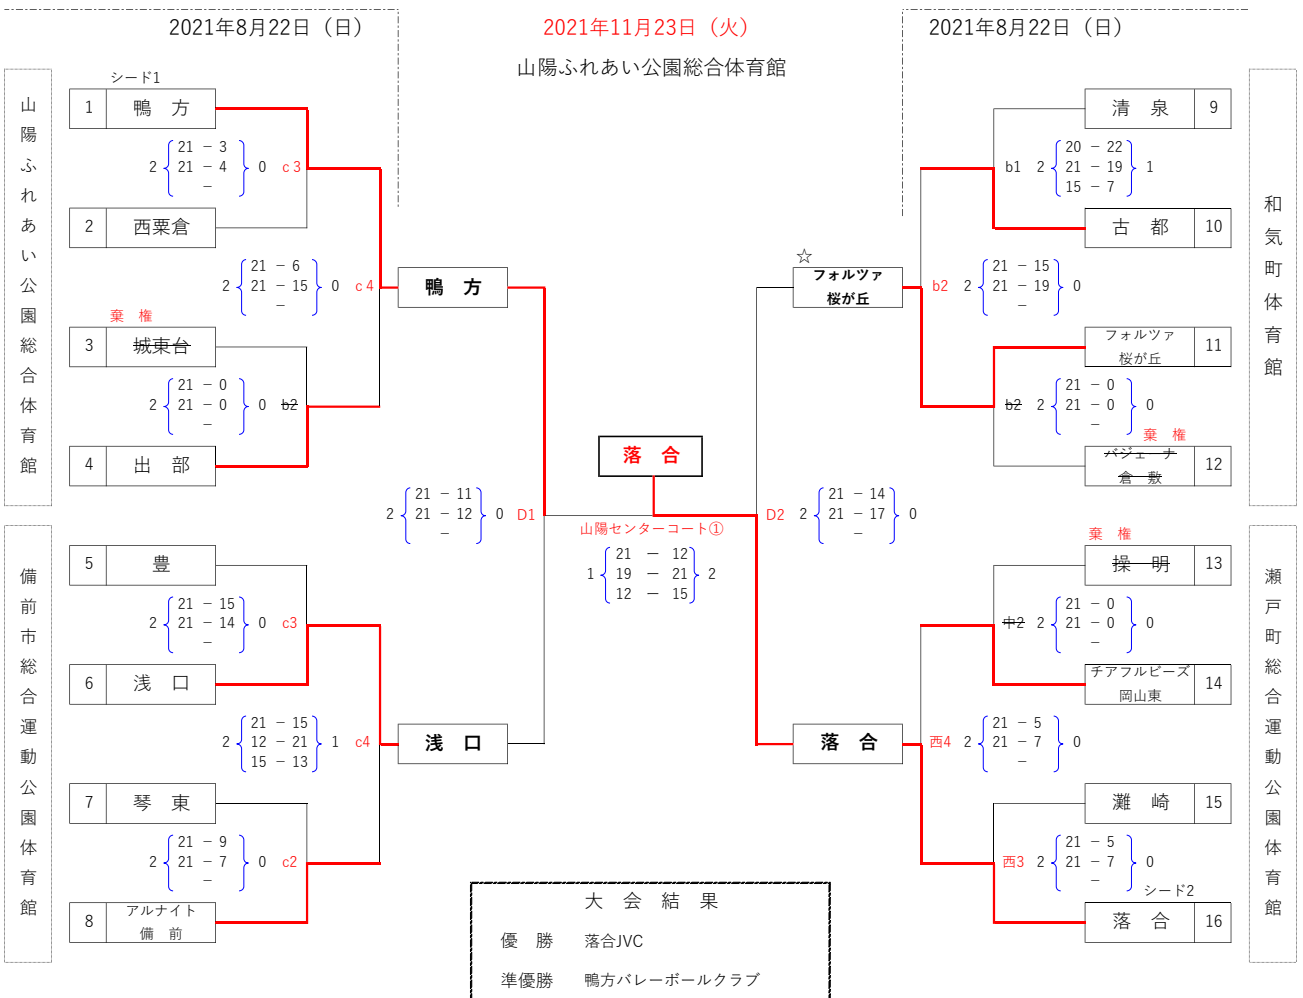 2021年8月22日（日）
2021年11月23日（火）
2021年8月22日（日）
山陽ふれあい公園総合体育館
山陽ふれあい公園総合体育館
シード1
1 鴨 方
21 － 3
2 21 － 4 0 c3
－
2 西粟倉
21 － 6
2 21 － 15 0 c4
－
鴨 方
棄 権
3 城東台
21 － 0
2 21 － 0 0 b2
－
4 出 部
備前市総合運動公園体育館
5 豊
21 － 15
2 21 － 14 0 c3
－
6 浅 口
21 － 15
2 12 － 21 1 c4
15 － 13
浅 口
7 琴 東
21 － 9
2 21 － 7 0 c2
－
8 アルナイト
備 前
21 － 11
2 21 － 12 0 D1
－
落 合
山陽センターコート①
21 － 12
1 19 － 21 2
12 － 15
21 － 14
D2 2 21 － 17 0
－
和気町体育館
清 泉 9
20 － 22
b1 2 21 － 19 1
15 － 7
古 都 10
☆
フォルツァ
桜が丘
21 － 15
b2 2 21 － 19 0
－
フォルツァ
桜が丘 11
21 － 0
b2 2 21 － 0 0
－
棄 権
パジェーナ
倉 敷 12
瀬戸町総合運動公園体育館
棄 権
操 明 13
21 － 0
中2 2 21 － 0 0
－
チアフルビーズ
岡山東 14
落 合
21 － 5
西4 2 21 － 7 0
－
灘 崎 15
21 － 5
西3 2 21 － 7 0
－
シード2
落 合 16
大 会 結 果
優 勝 落合JVC
準優勝 鴨方バレーボールクラブ